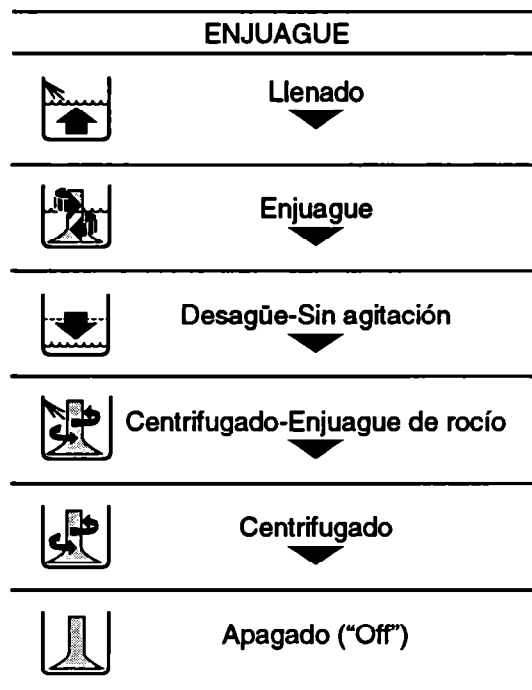 ENJUAGUE
Llenado
Enjuague
Desagüe-Sin agitación
Centrifugado-Enjuague de rocío
Centrifugado
Apagado (“Off”)